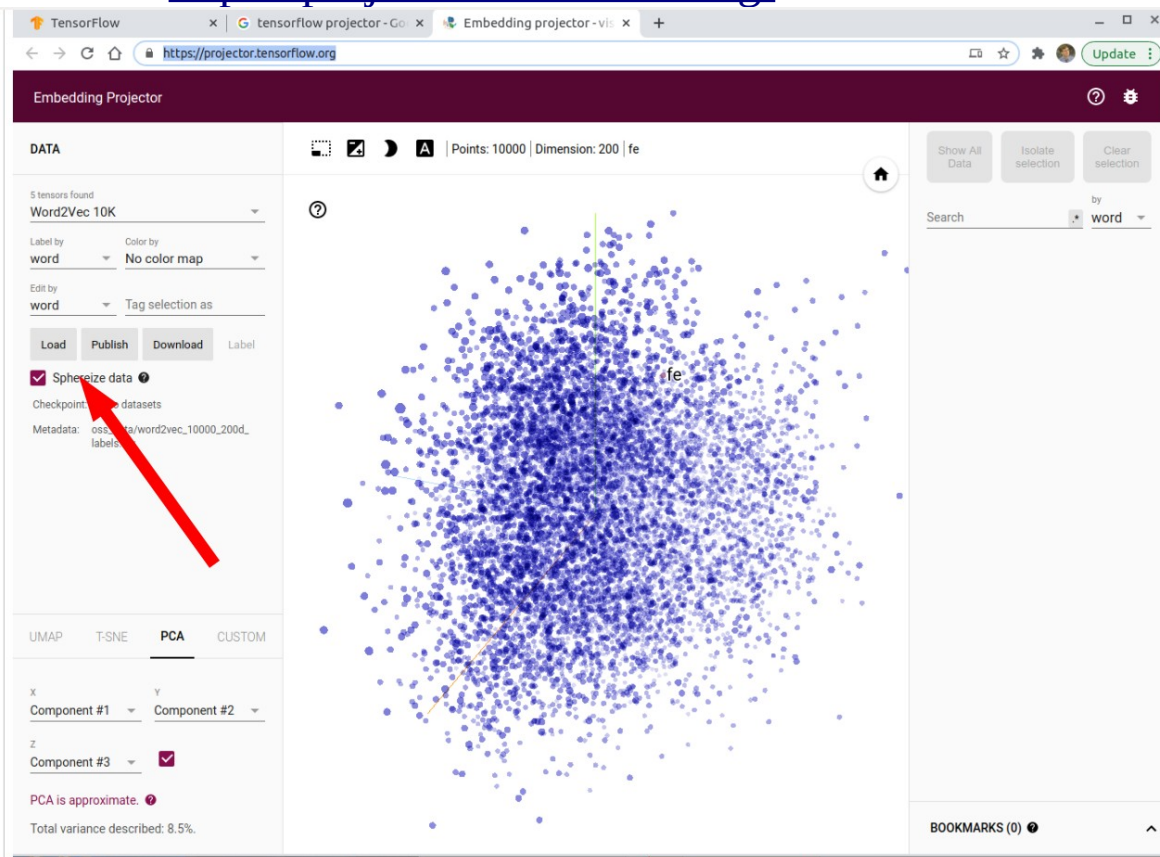 TensorFlow
tensorflow projector - Go
Embedding projector - vis
https://projector.tensorflow.org
Update
Embedding Projector
DATA
5 tensors found
Word2Vec 10K
Label by
Color by
word
No color map
Edit by
word
Tag selection as
Load
Publish
Download
Label
Sphereize data
Checkpoint:
datasets
Metadata:
labels
UMAP
T-SNE
PCA
CUSTOM
X
Y
Component #1
Component #2
Z
Component #3
PCA is approximate.
Total variance described: 8.5%.
A
Points: 10000 | Dimension: 200 | fe
fe
Show All
Data
Isolate
selection
Clear
selection
Search
.*
by
word
BOOKMARKS (0)